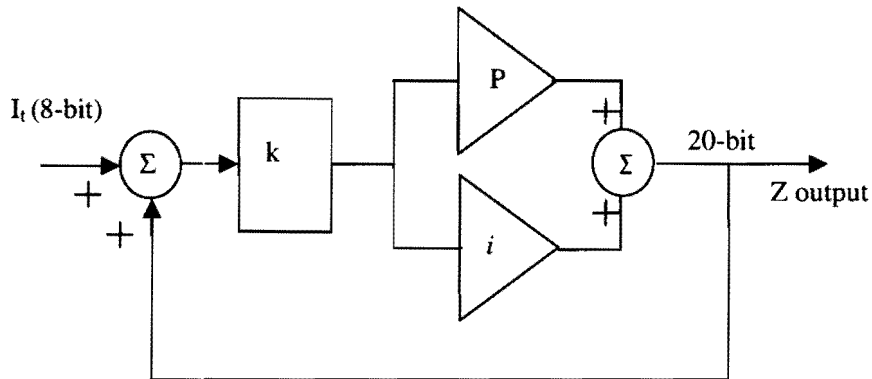 I_t (8-bit)
+
Σ
+
k
P
i
+
Σ
+
20-bit
Z output